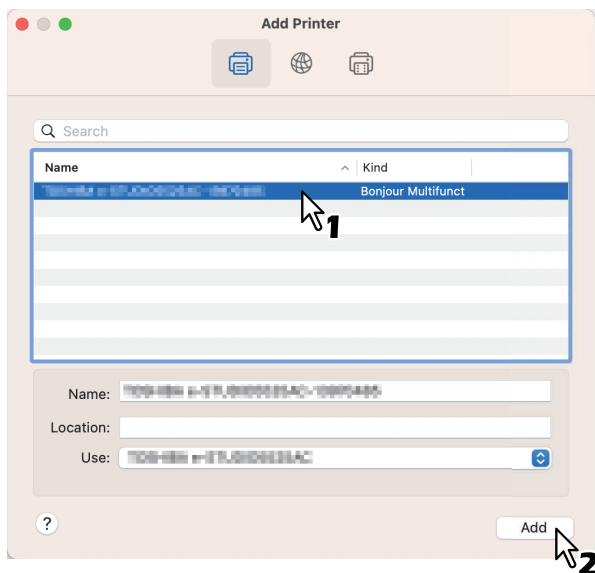 Add Printer
Search
Name Kind
Bonjour Multifunct
1
Name:
Location:
Use:
?
Add
2